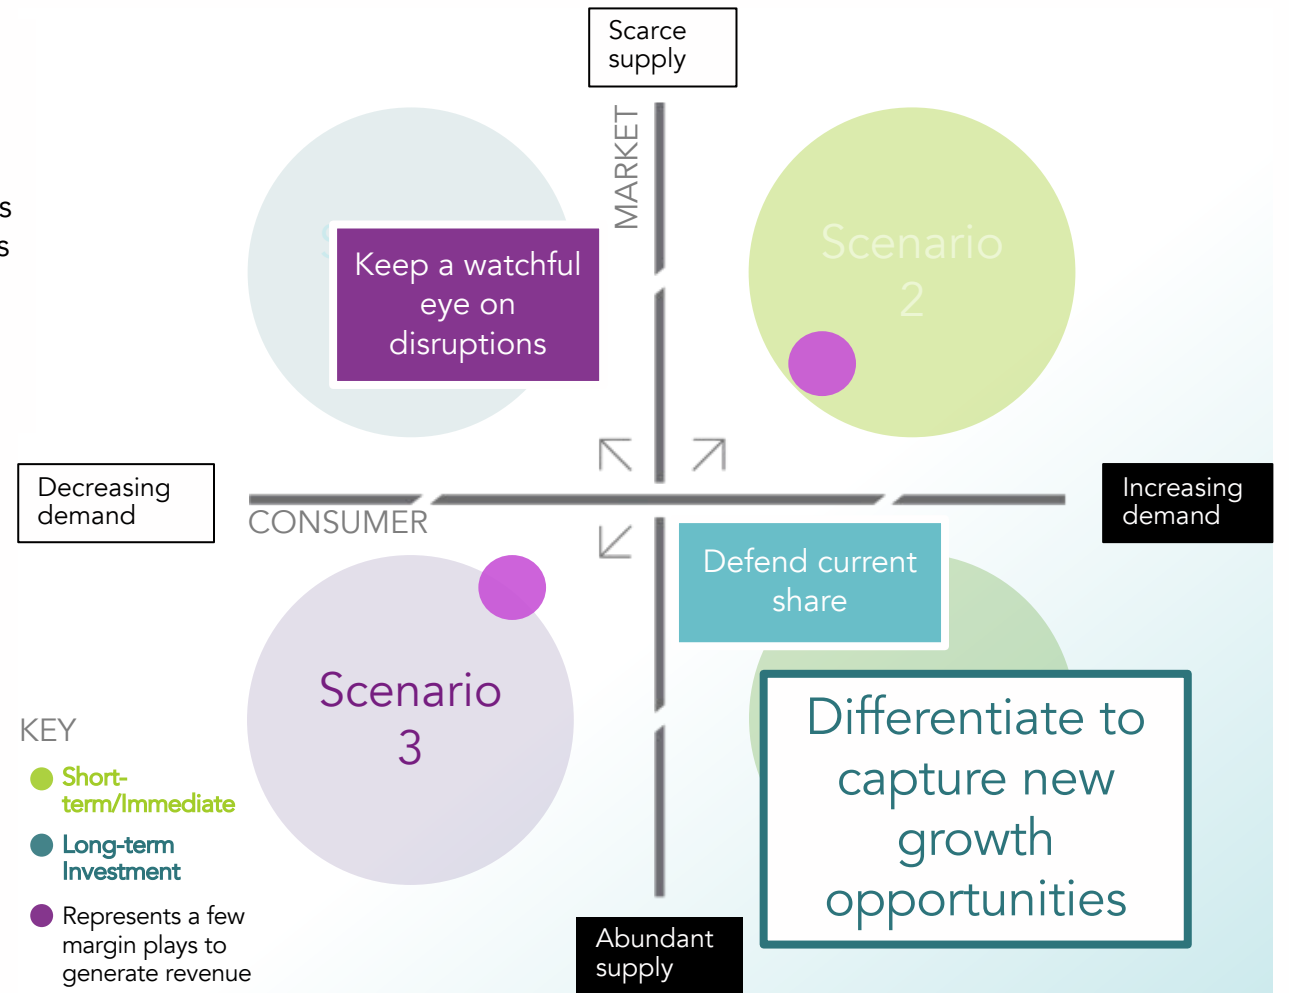 Scarce
supply
MARKET
s
s
Scenario
2
Keep a watchful
eye on
disruptions
Decreasing
demand
Increasing
demand
CONSUMER
Defend current
share
Scenario
3
Differentiate to
capture new
growth
opportunities
KEY
Short-
term/Immediate
Long-term
Investment
Represents a few
margin plays to
generate revenue
Abundant
supply